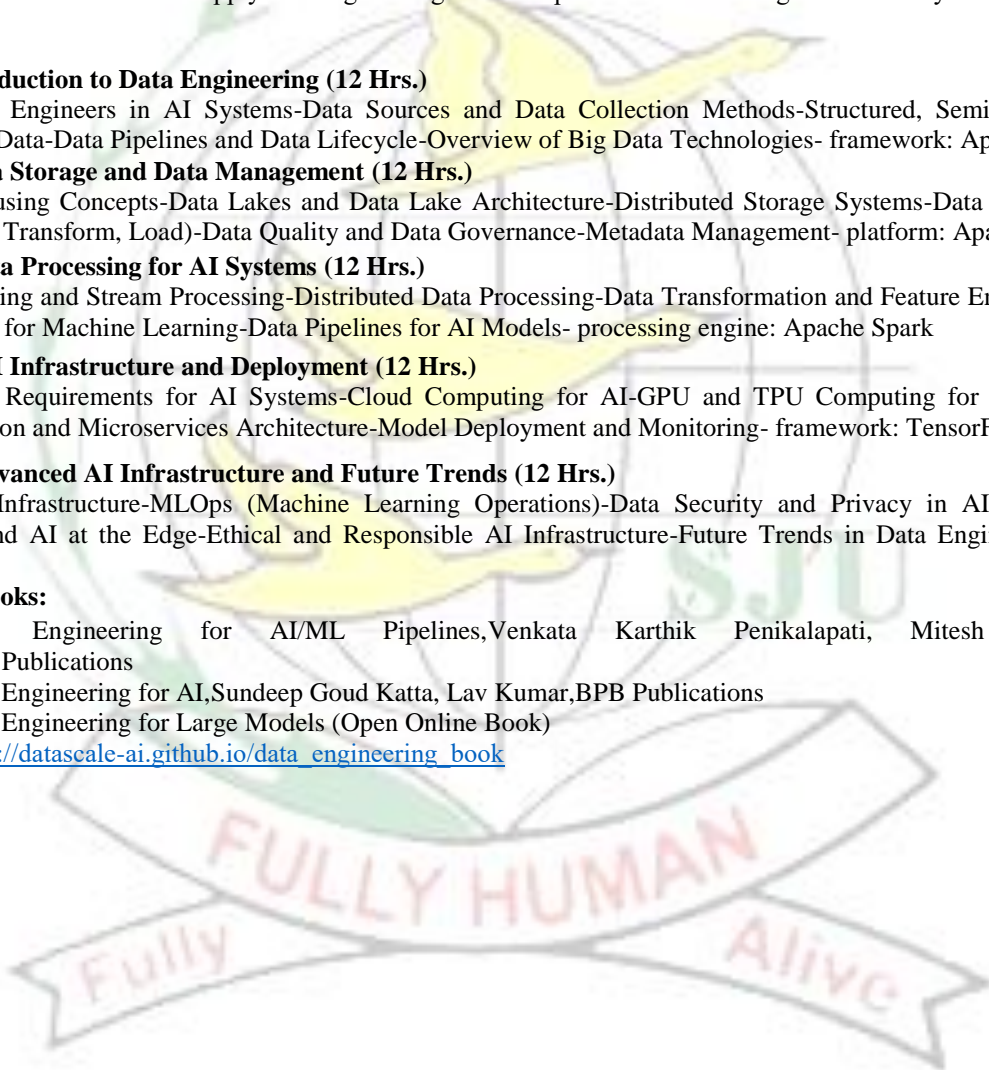 duction to Data Engineering (12 Hrs.)
Engineers in AI Systems-Data Sources and Data Collection Methods-Structured, Semi
Data-Data Pipelines and Data Lifecycle-Overview of Big Data Technologies- framework: Ap
Storage and Data Management (12 Hrs.)
using Concepts-Data Lakes and Data Lake Architecture-Distributed Storage Systems-Data
Transform, Load)-Data Quality and Data Governance-Metadata Management- platform: Apa
a Processing for AI Systems (12 Hrs.)
ing and Stream Processing-Distributed Data Processing-Data Transformation and Feature En
for Machine Learning-Data Pipelines for AI Models- processing engine: Apache Spark
I Infrastructure and Deployment (12 Hrs.)
Requirements for AI Systems-Cloud Computing for AI-GPU and TPU Computing for
on and Microservices Architecture-Model Deployment and Monitoring- framework: TensorF
vanced AI Infrastructure and Future Trends (12 Hrs.)
Infrastructure-MLOps (Machine Learning Operations)-Data Security and Privacy in AI
nd AI at the Edge-Ethical and Responsible AI Infrastructure-Future Trends in Data Engin
SJU
oks:
Engineering for AI/ML Pipelines,Venkata Karthik Penikalapati, Mitesh
Publications
Engineering for AI,Sundeep Goud Katta, Lav Kumar,BPB Publications
Engineering for Large Models (Open Online Book)
://datascale-ai.github.io/data_engineering_book
FULLY HUMAN
Fully Alive